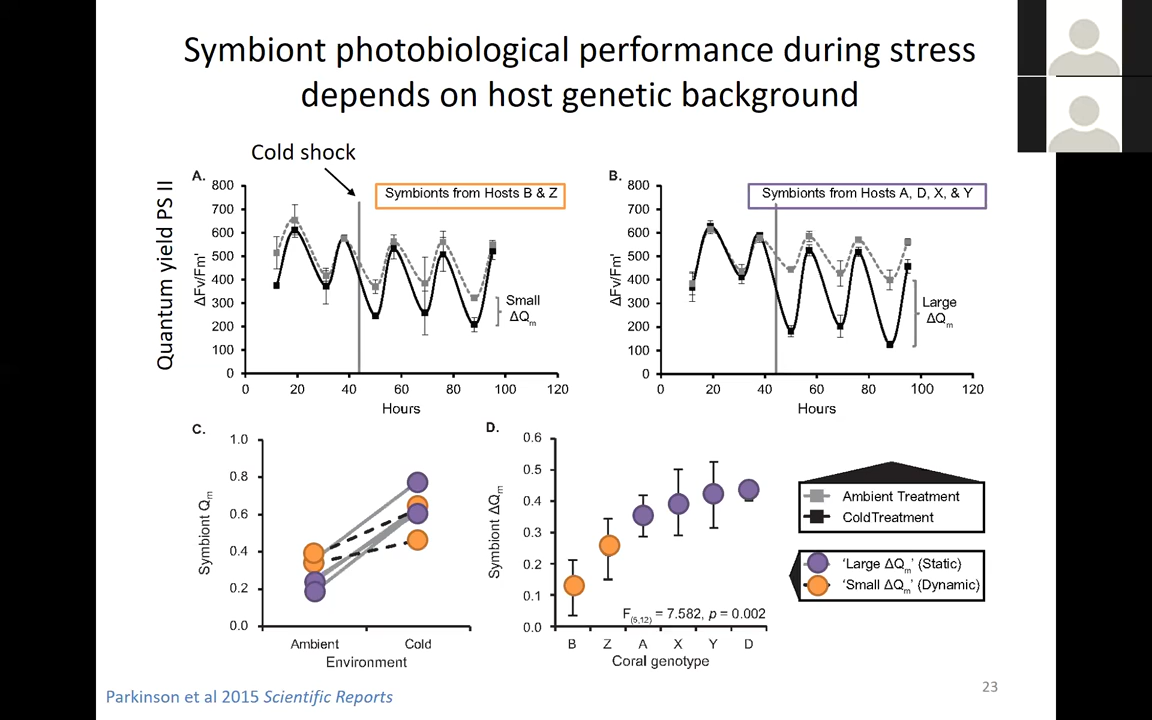 Symbiont photobiological performance during stress
depends on host genetic background
Cold shock
Quantum yield PS II
A.
Symbionts from Hosts B & Z
800
700
600
500
400
300
200
100
0
ΔFv/Fm'
0 20 40 60 80 100 120
Hours
Small
ΔQm
B.
Symbionts from Hosts A, D, X, & Y
800
700
600
500
400
300
200
100
0
ΔFv/Fm'
0 20 40 60 80 100 120
Hours
Large
ΔQm
C.
1.0
0.8
0.6
0.4
0.2
0.0
Symbiont Qm
Ambient Cold
Environment
D.
0.6
0.5
0.4
0.3
0.2
0.1
0.0
Symbiont ΔQm
F(5,12) = 7.582, p = 0.002
B Z A X Y D
Coral genotype
Ambient Treatment
Cold Treatment
'Large ΔQm' (Static)
'Small ΔQm' (Dynamic)
Parkinson et al 2015 Scientific Reports
23